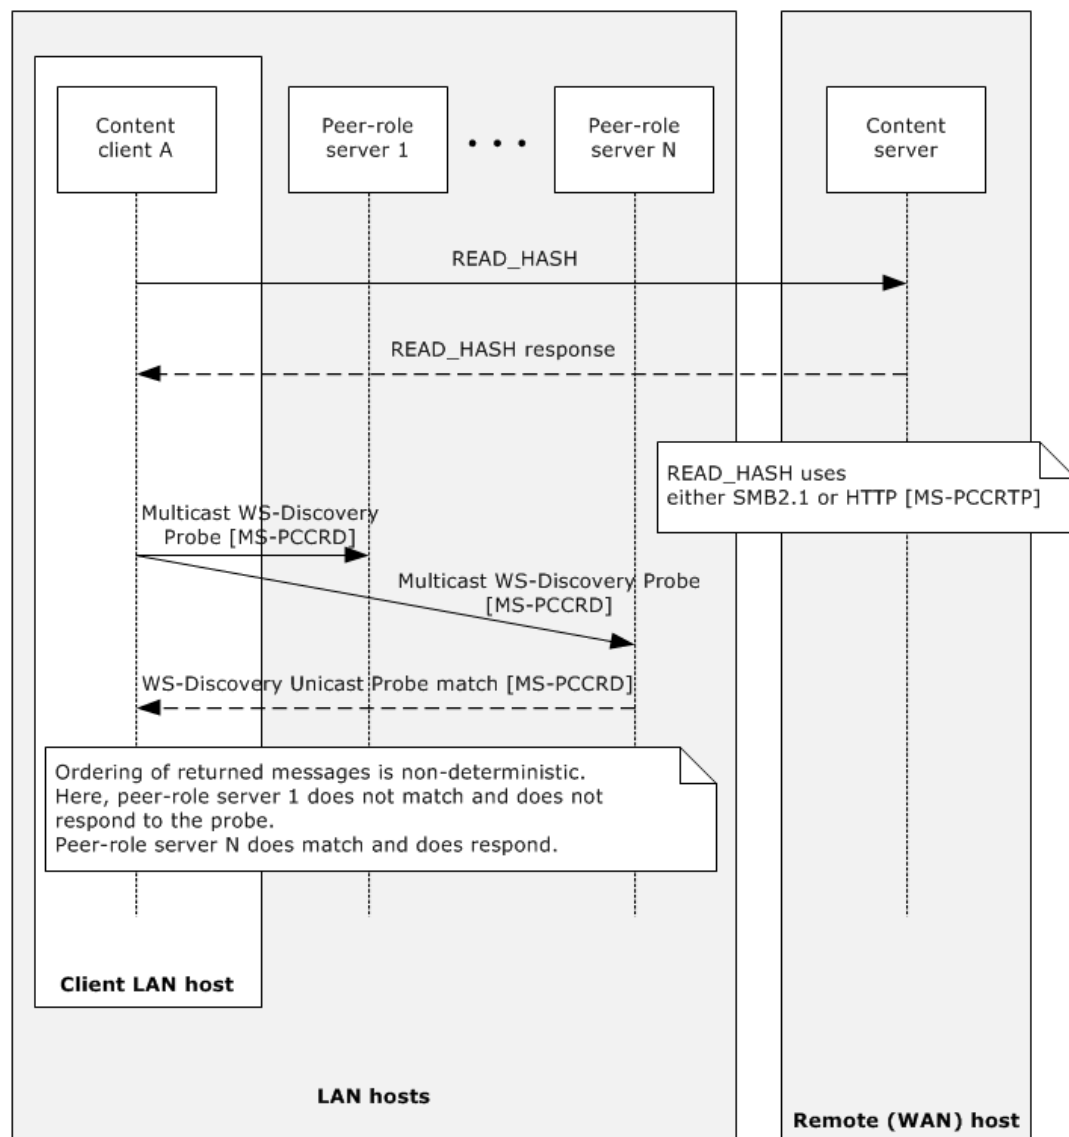 Content
client A
Peer-role
server 1
. . .
Peer-role
server N
Content
server
READ_HASH
READ_HASH response
READ_HASH uses
either SMB2.1 or HTTP [MS-PCCRTP]
Multicast WS-Discovery
Probe [MS-PCCRD]
Multicast WS-Discovery Probe
[MS-PCCRD]
WS-Discovery Unicast Probe match [MS-PCCRD]
Ordering of returned messages is non-deterministic.
Here, peer-role server 1 does not match and does not
respond to the probe.
Peer-role server N does match and does respond.
Client LAN host
LAN hosts
Remote (WAN) host